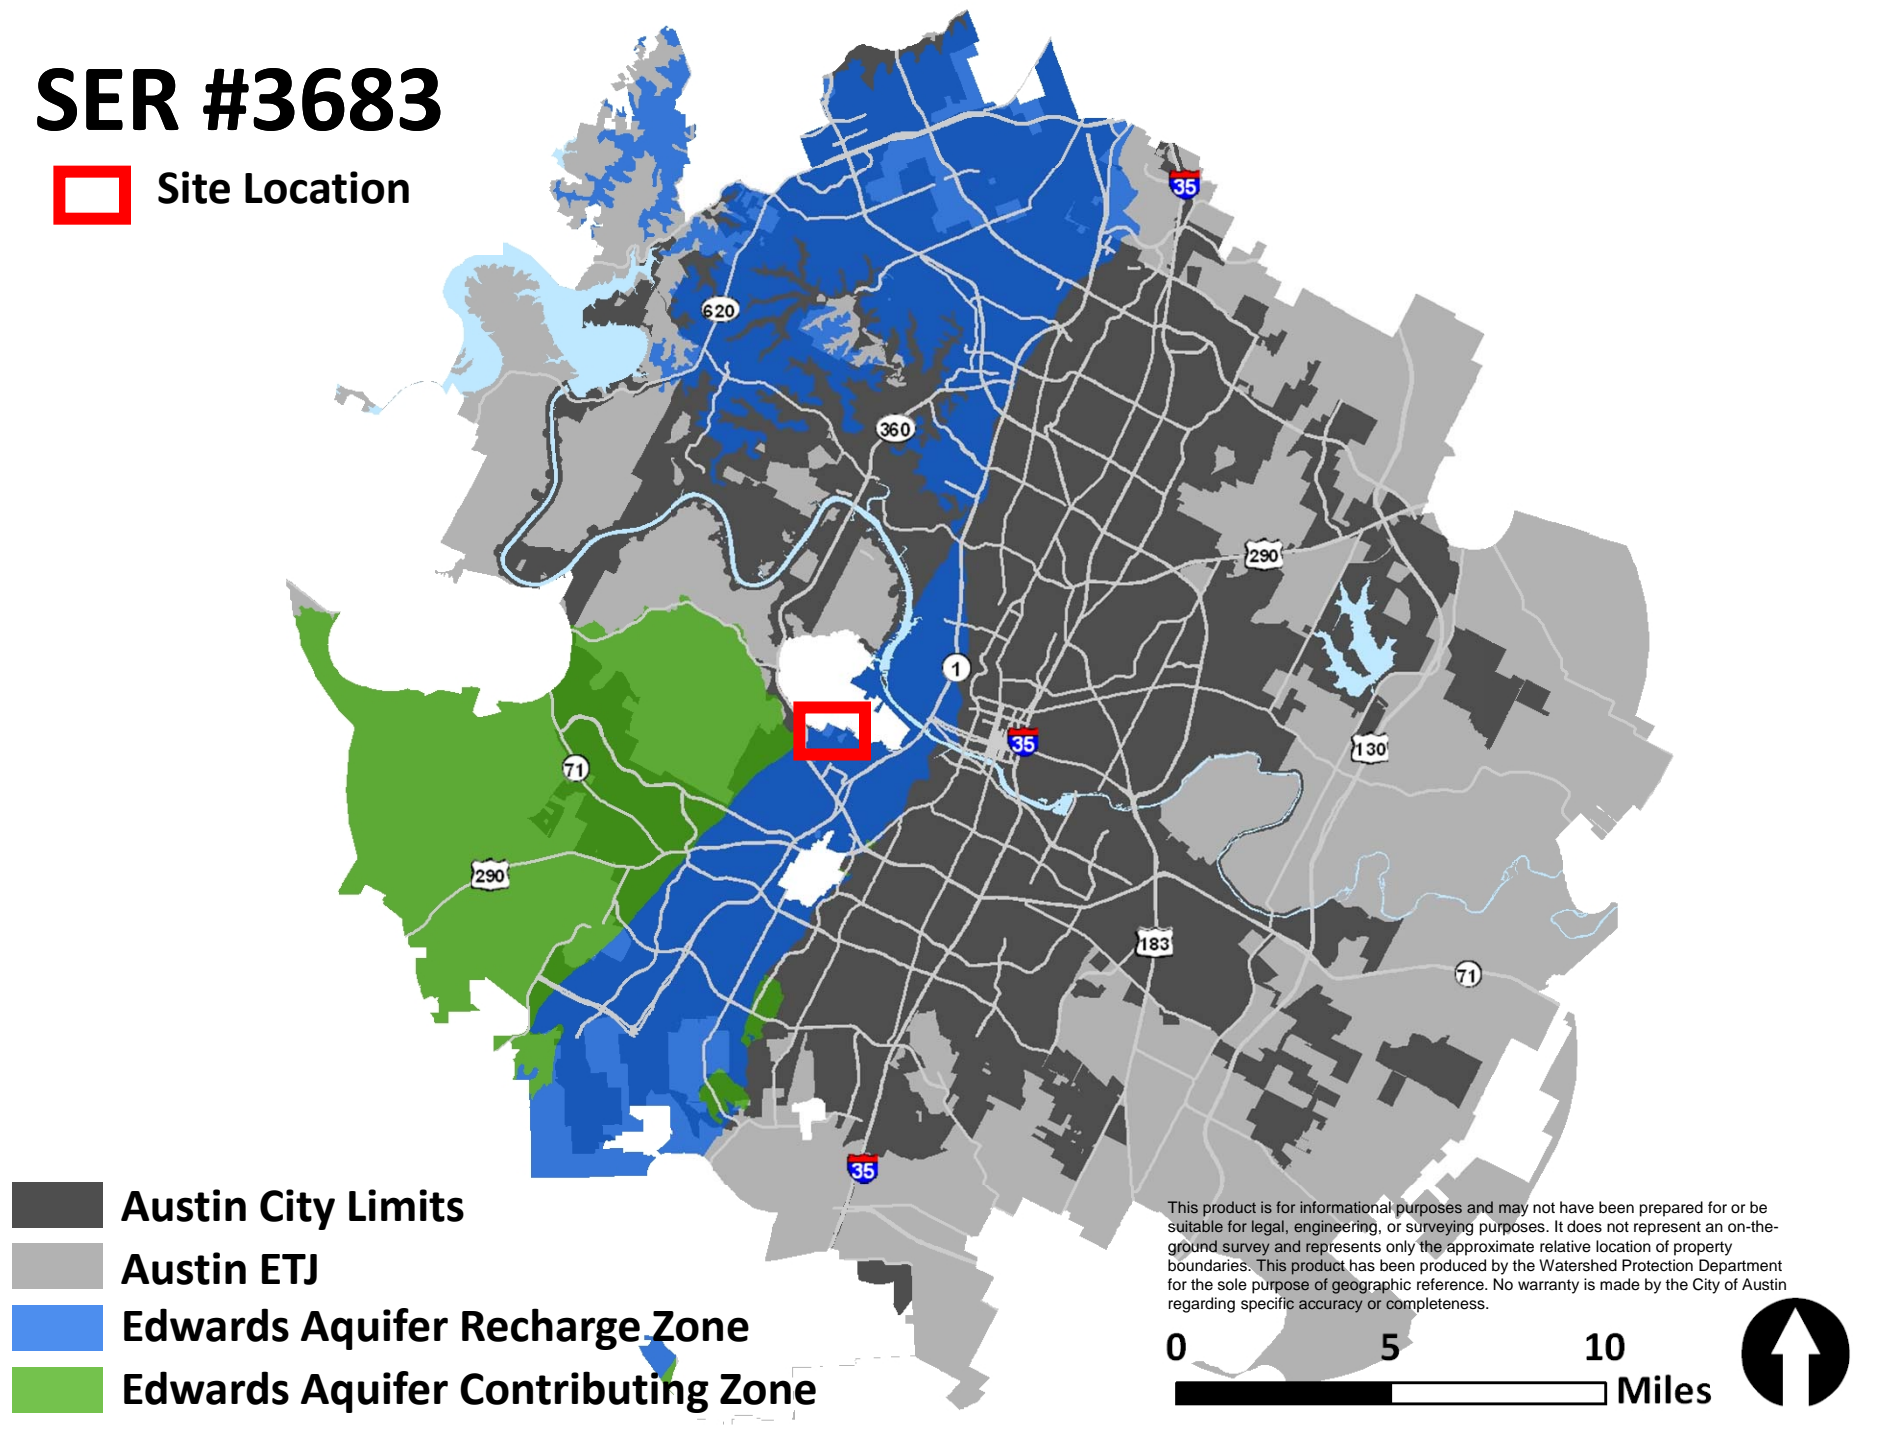 SER #3683
Site Location
35
620
360
290
1
35
130
71
290
183
71
35
Austin City Limits
Austin ETJ
Edwards Aquifer Recharge Zone
Edwards Aquifer Contributing Zone
This product is for informational purposes and may not have been prepared for or be
suitable for legal, engineering, or surveying purposes. It does not represent an on-the-
ground survey and represents only the approximate relative location of property
boundaries. This product has been produced by the Watershed Protection Department
for the sole purpose of geographic reference. No warranty is made by the City of Austin
regarding specific accuracy or completeness.
0 5 10
Miles